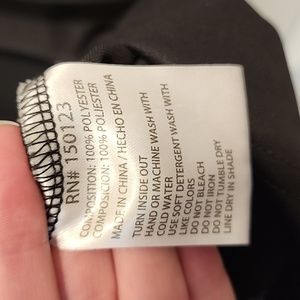 RN# 150123
COMPOSITION: 100% POLYESTER
COMPOSICION: 100% POLIESTER
MADE IN CHINA / HECHO EN CHINA
TURN INSIDE OUT
HAND OR MACHINE WASH WITH
COLD WATER
USE SOFT DETERGENT WASH WITH
LIKE COLORS
DO NOT BLEACH
DO NOT IRON
DO NOT TUMBLE DRY
LINE DRY IN SHADE